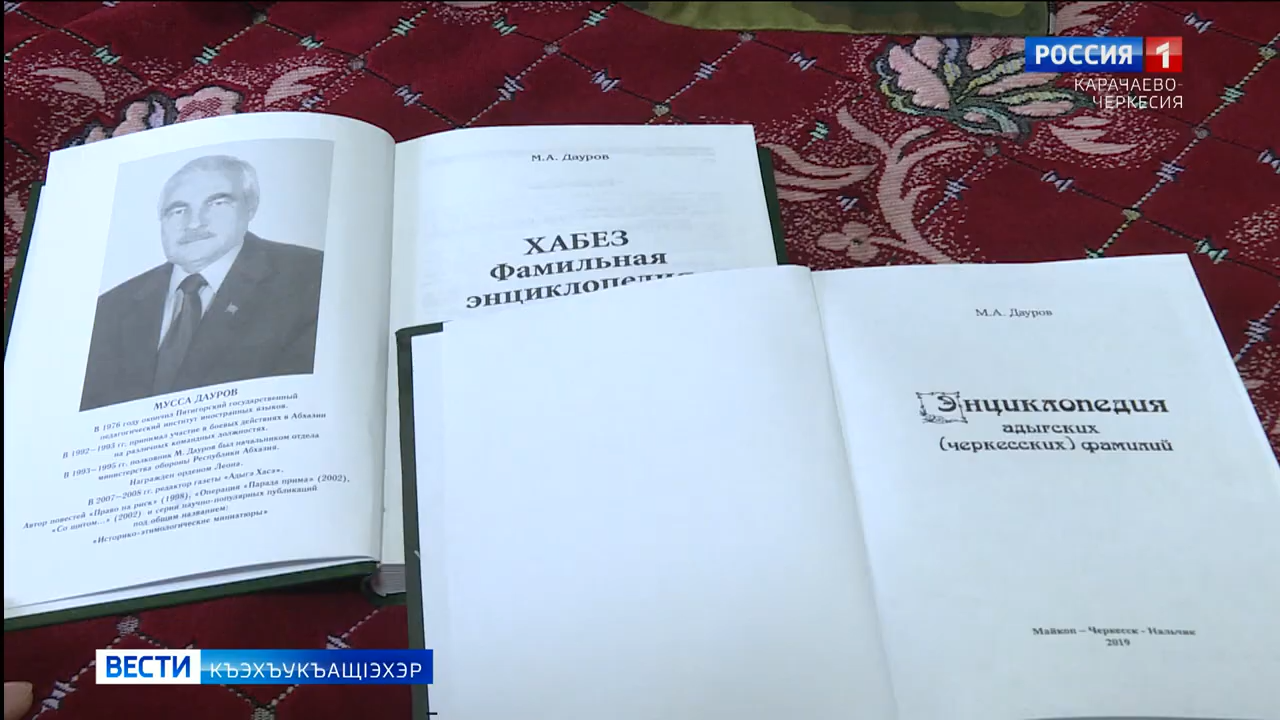 РОССИЯ 1
КАРАЧАЕВО-
ЧЕРКЕСИЯ
М.А. Дауров
ХАБЕЗ
Фамильная
энциклопедия
МУССА ДАУРОВ
В 1976 году окончил Пятигорский государственный
педагогический институт иностранных языков.
В 1992–1993 гг. принимал участие в боевых действиях в Абхазии
на различных командных должностях.
В 1993–1995 гг. полковник М. Дауров был начальником отдела
министерства обороны Республики Абхазия.
Награжден орденом Леона.
В 2007–2008 гг. редактор газеты «Адыга Хаса».
Автор повестей «Право на риск» (1998), «Операция «Парада прима» (2002),
«Со щитом...» (2002) и серии научно-популярных публикаций
под общим названием:
«Историко-этимологические миниатюры»
М.А. Дауров
Энциклопедия
адыгских
(черкесских) фамилий
Майкоп – Черкесск - Нальчик
2019
ВЕСТИ КЪЭХЪУКЪАЩІЭХЭР